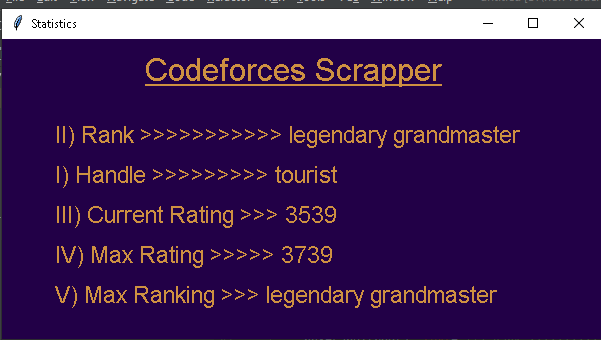 Statistics
Codeforces Scrapper
II) Rank >>>>>>>>>>> legendary grandmaster
I) Handle >>>>>>>>> tourist
III) Current Rating >>> 3539
IV) Max Rating >>>>> 3739
V) Max Ranking >>> legendary grandmaster